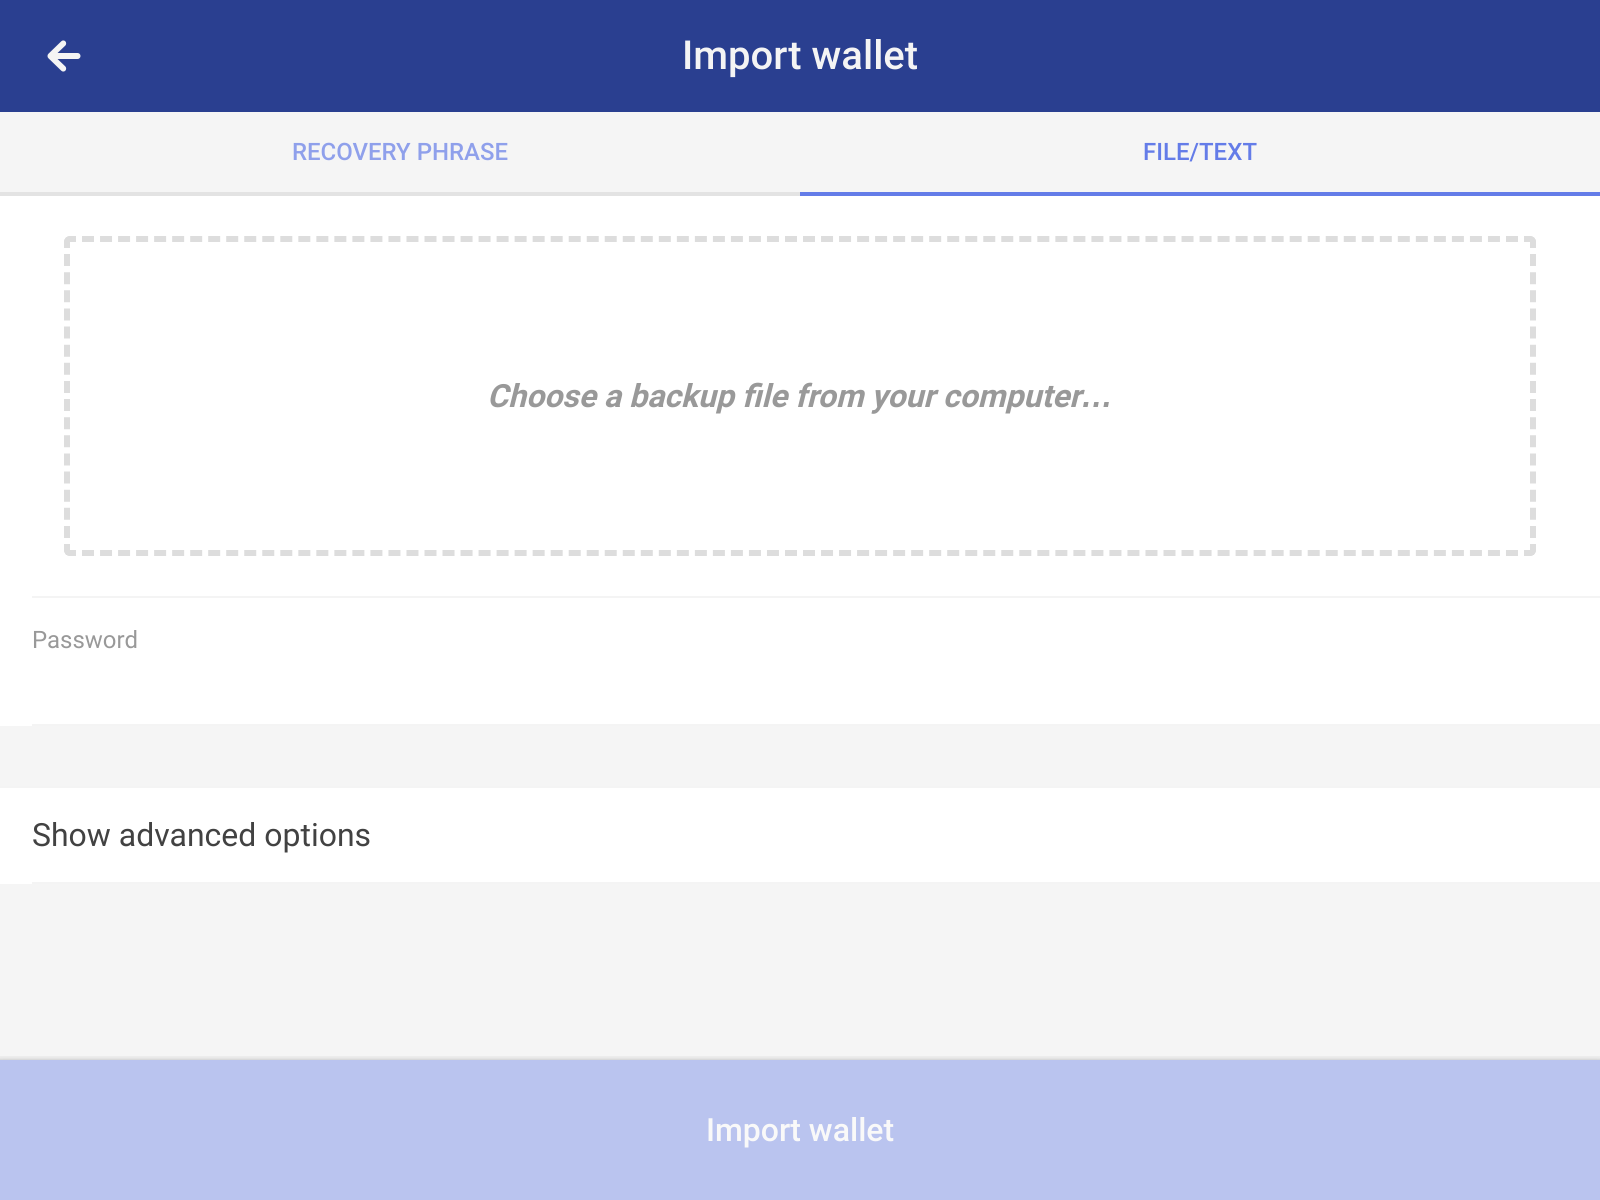 Import wallet
RECOVERY PHRASE
FILE/TEXT
Choose a backup file from your computer...
Password
Show advanced options
Import wallet